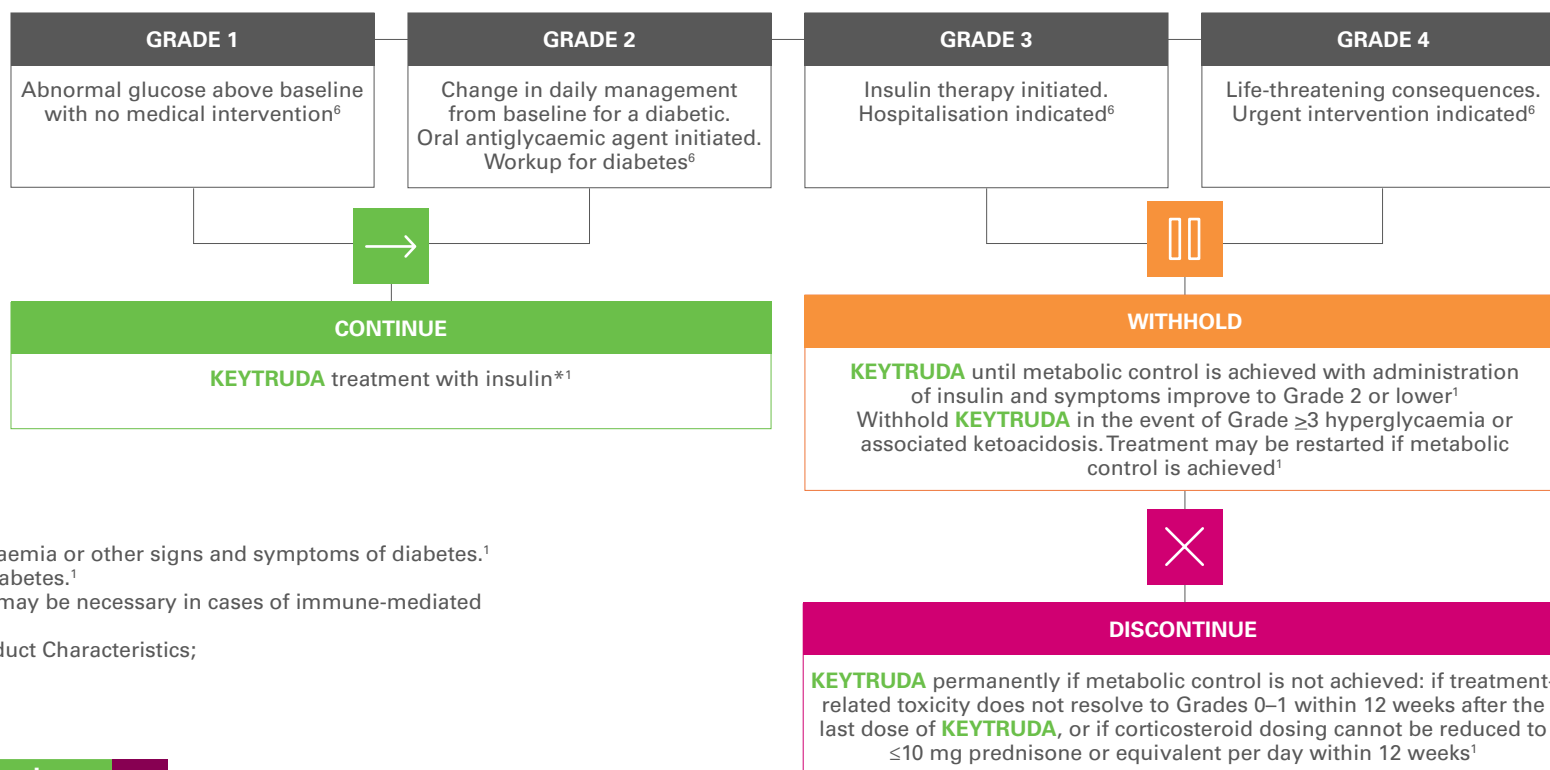 GRADE 1
Abnormal glucose above baseline
with no medical intervention⁶
GRADE 2
Change in daily management
from baseline for a diabetic.
Oral antiglycaemic agent initiated.
Workup for diabetes⁶
GRADE 3
Insulin therapy initiated.
Hospitalisation indicated⁶
GRADE 4
Life-threatening consequences.
Urgent intervention indicated⁶
CONTINUE
KEYTRUDA treatment with insulin*¹
WITHHOLD
KEYTRUDA until metabolic control is achieved with administration
of insulin and symptoms improve to Grade 2 or lower¹
Withhold KEYTRUDA in the event of Grade ≥3 hyperglycaemia or
associated ketoacidosis. Treatment may be restarted if metabolic
control is achieved¹
DISCONTINUE
KEYTRUDA permanently if metabolic control is not achieved: if treatment-
related toxicity does not resolve to Grades 0–1 within 12 weeks after the
last dose of KEYTRUDA, or if corticosteroid dosing cannot be reduced to
≤10 mg prednisone or equivalent per day within 12 weeks¹
aemia or other signs and symptoms of diabetes.¹
abetes.¹
may be necessary in cases of immune-mediated
duct Characteristics;